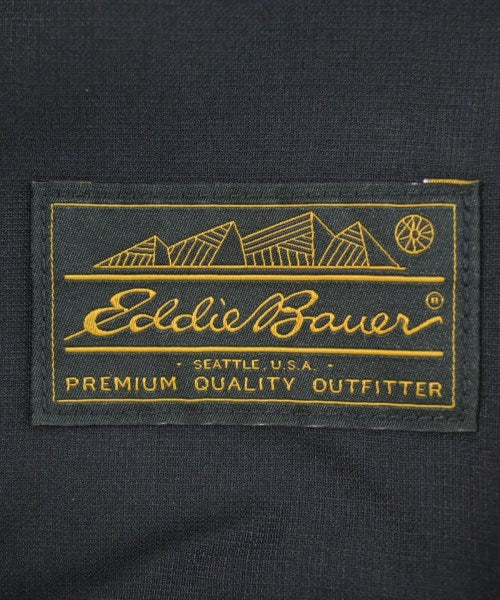 Eddie Bauer®
- SEATTLE, U.S.A. -
PREMIUM QUALITY OUTFITTER